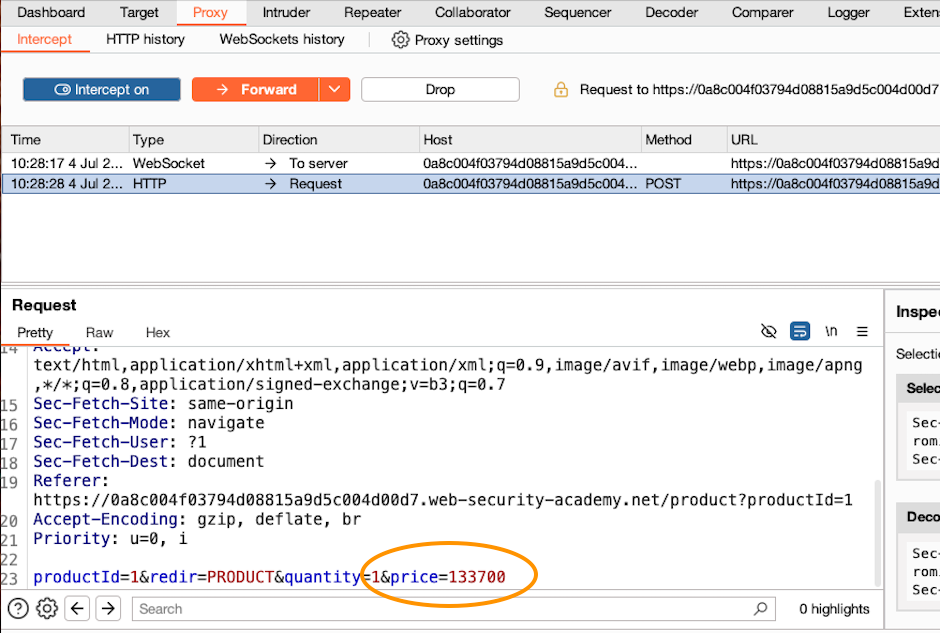 Dashboard Target Proxy Intruder Repeater Collaborator Sequencer Decoder Comparer Logger
Intercept HTTP history WebSockets history Proxy settings
Intercept on Forward Drop Request to https://0a8c004f03794d08815a9d5c004d00d7
Time Type Direction Host Method URL
10:28:17 4 Jul 2... WebSocket → To server 0a8c004f03794d08815a9d5c004... https://0a8c004f03794d08815a9d5
10:28:28 4 Jul 2... HTTP → Request 0a8c004f03794d08815a9d5c004... POST https://0a8c004f03794d08815a9d5
Request
Pretty Raw Hex \n
14 Accept:
text/html,application/xhtml+xml,application/xml;q=0.9,image/avif,image/webp,image/apng
,*/*;q=0.8,application/signed-exchange;v=b3;q=0.7
15 Sec-Fetch-Site: same-origin
16 Sec-Fetch-Mode: navigate
17 Sec-Fetch-User: ?1
18 Sec-Fetch-Dest: document
19 Referer:
https://0a8c004f03794d08815a9d5c004d00d7.web-security-academy.net/product?productId=1
20 Accept-Encoding: gzip, deflate, br
21 Priority: u=0, i
22
23 productId=1&redir=PRODUCT&quantity=1&price=133700
Search 0 highlights
Inspe
Selecti
Selec
Sec-
rom:
Sec-
Deco
Sec-
rom:
Sec-